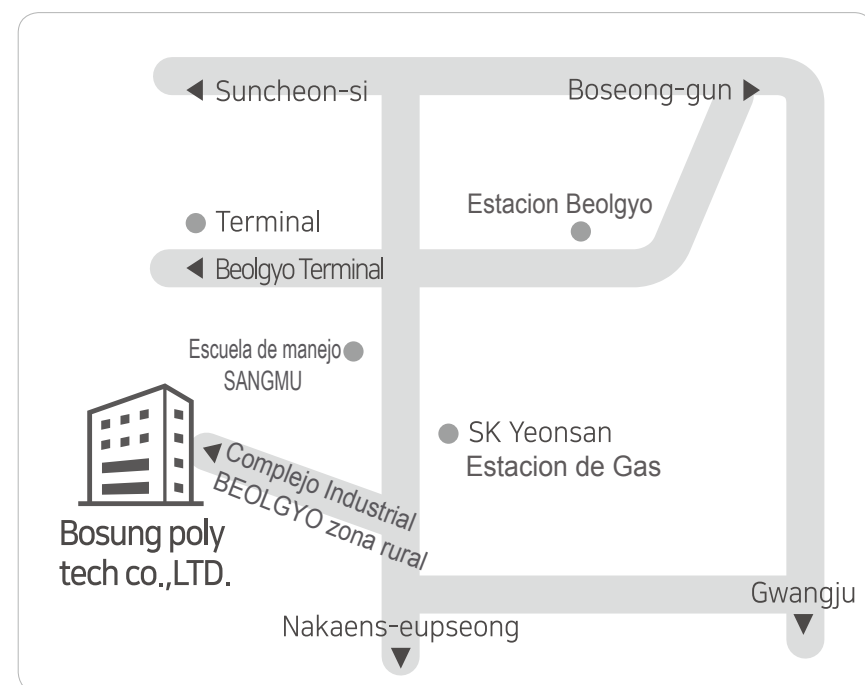 Suncheon-si
Boseong-gun
Estacion Beolgyo
Terminal
Beolgyo Terminal
Escuela de manejo
SANGMU
SK Yeonsan
Estacion de Gas
Complejo Industrial
BEOLGYO zona rural
Bosung poly
tech co.,LTD.
Gwangju
Nakaens-eupseong